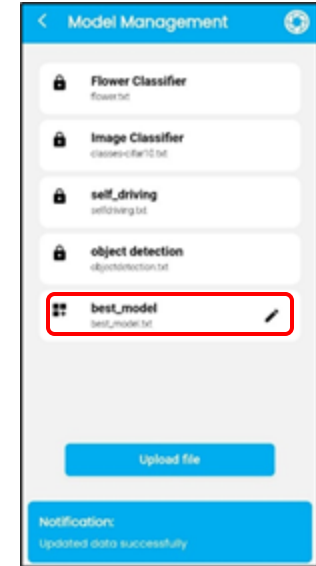 Model Management
Flower Classifier
flower.txt
Image Classifier
classes-cifar10.txt
self_driving
selfdriving.txt
object detection
objectdetection.txt
best_model
best_model.txt
Upload file
Notification:
Updated data successfully